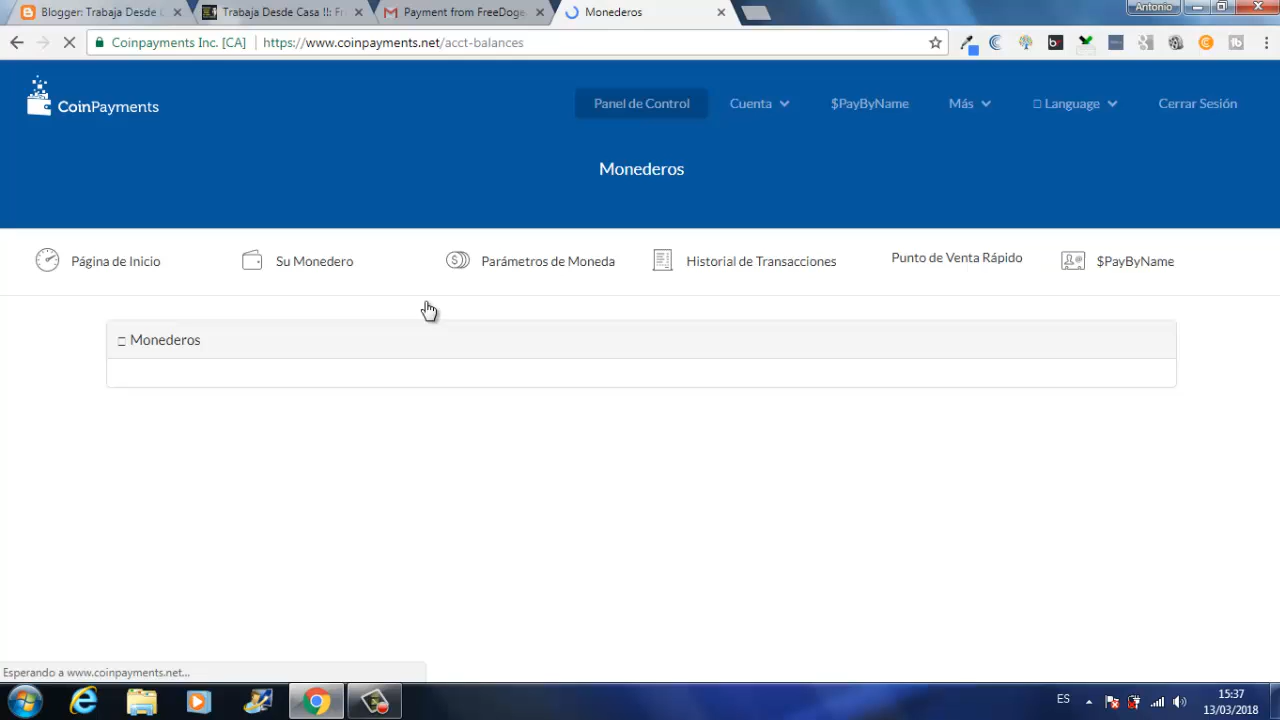 Blogger: Trabaja Desde C
Trabaja Desde Casa !!!: Fr
Payment from FreeDoge
Monederos
Antonio
Coinpayments Inc. [CA]
https://www.coinpayments.net/acct-balances
CoinPayments
Panel de Control
Cuenta
$PayByName
Más
Language
Cerrar Sesión
Monederos
Página de Inicio
Su Monedero
Parámetros de Moneda
Historial de Transacciones
Punto de Venta Rápido
$PayByName
Monederos
Esperando a www.coinpayments.net...
ES
15:37
13/03/2018